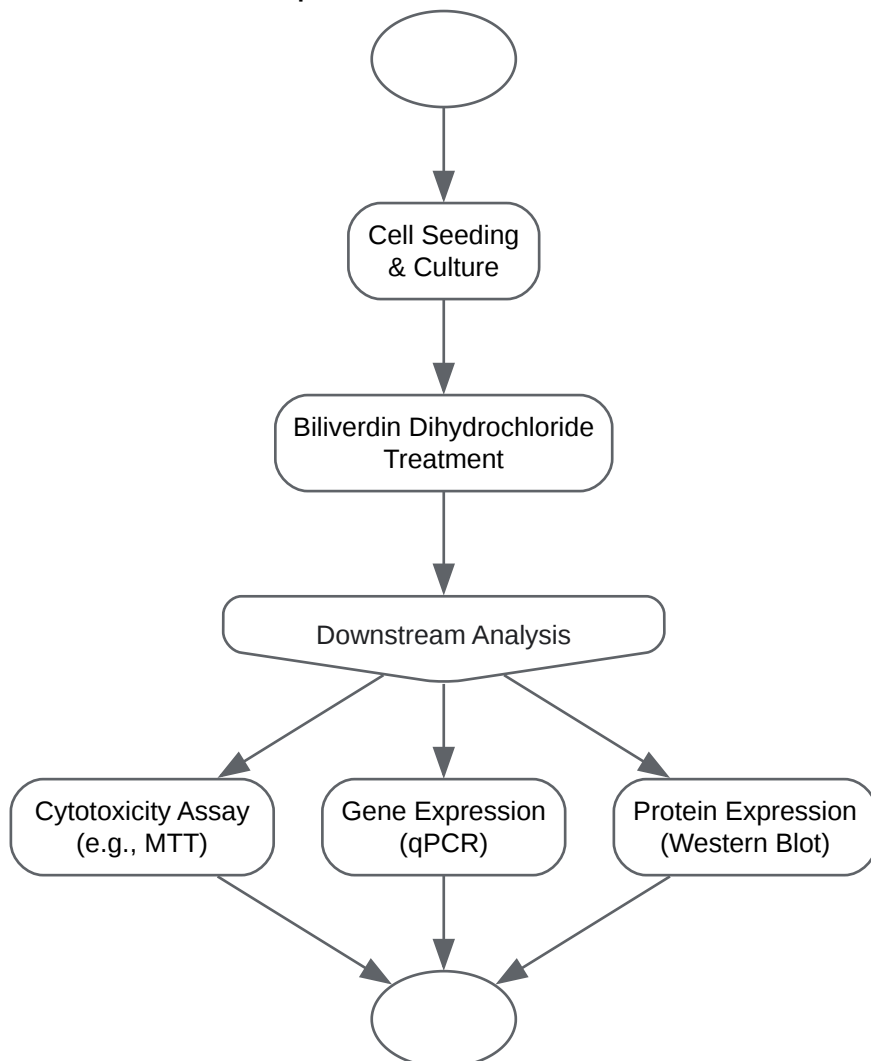 Cell Seeding
& Culture
Biliverdin Dihydrochloride
Treatment
Downstream Analysis
Cytotoxicity Assay
(e.g., MTT)
Gene Expression
(qPCR)
Protein Expression
(Western Blot)